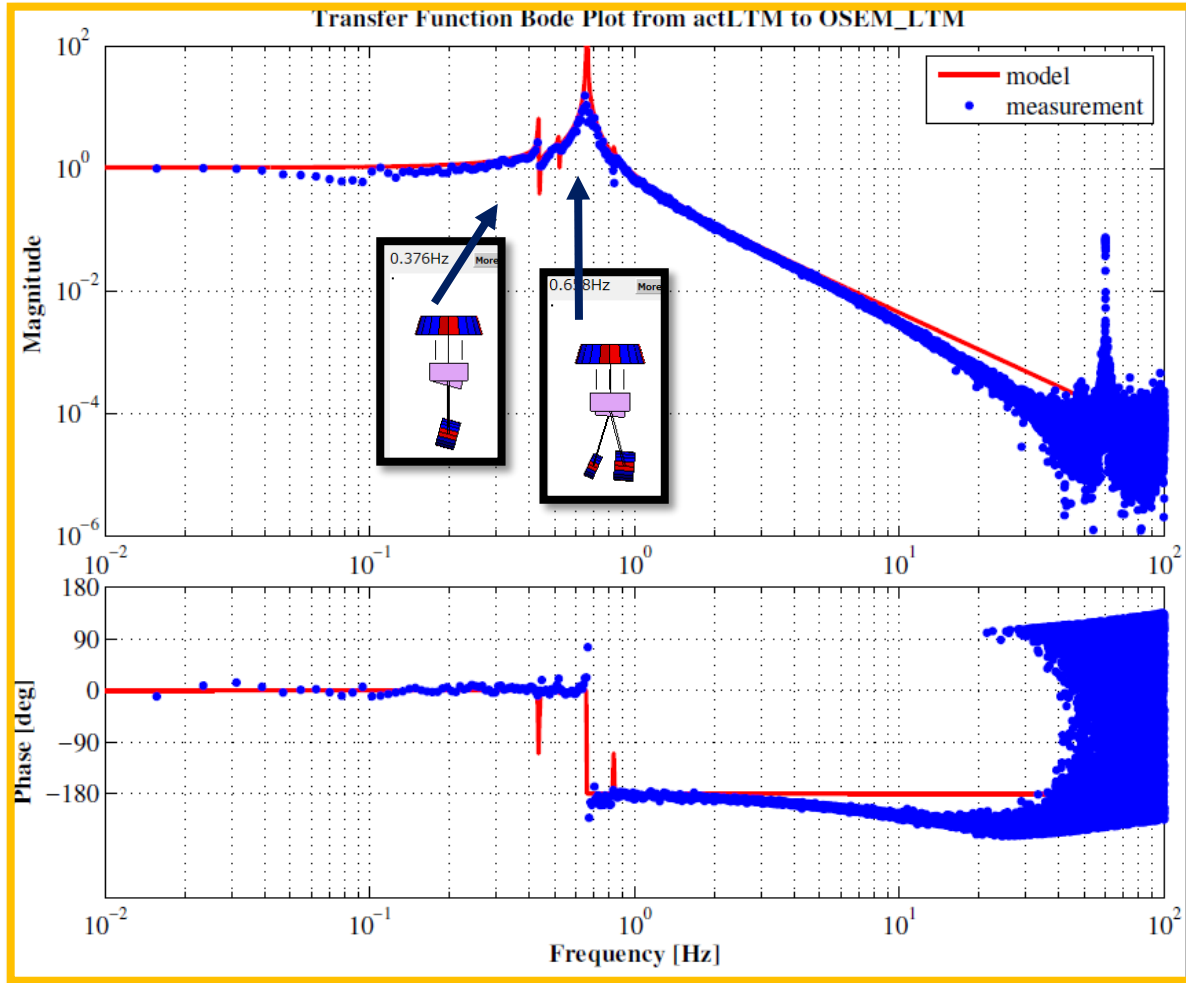 Transfer Function Bode Plot from actLTM to OSEM_LTM
model
measurement
Magnitude
10^2
10^0
10^−2
10^−4
10^−6
0.376Hz More
0.658Hz More
10^−2 10^−1 10^0 10^1 10^2
Phase [deg]
180
90
0
−90
−180
10^−2 10^−1 10^0 10^1 10^2
Frequency [Hz]